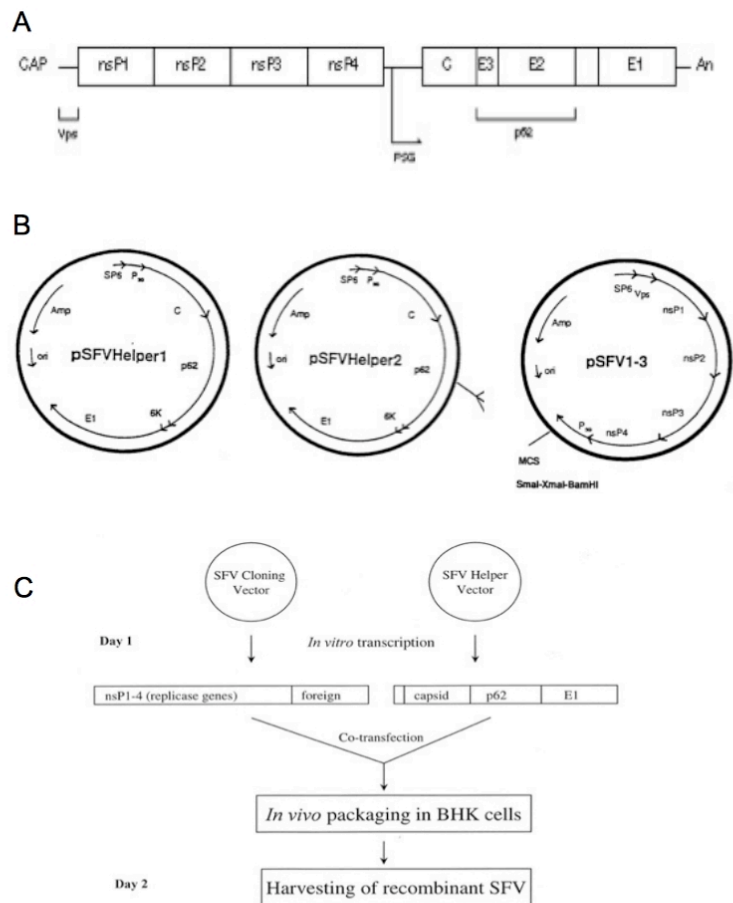 A
CAP nsP1 nsP2 nsP3 nsP4 C E3 E2 E1 An
Vps
p62
B
SP6
C
p62
6K
E1
ori
Amp
pSFVHelper1
SP6
C
p62
6K
E1
ori
Amp
pSFVHelper2
SP6
Vps
nsP1
nsP2
nsP3
nsP4
ori
Amp
pSFV1-3
MCS
SmaI-XmaI-BamHI
C
SFV Cloning
Vector
SFV Helper
Vector
Day 1
In vitro transcription
nsP1-4 (replicase genes) foreign
capsid p62 E1
Co-transfection
In vivo packaging in BHK cells
Day 2
Harvesting of recombinant SFV